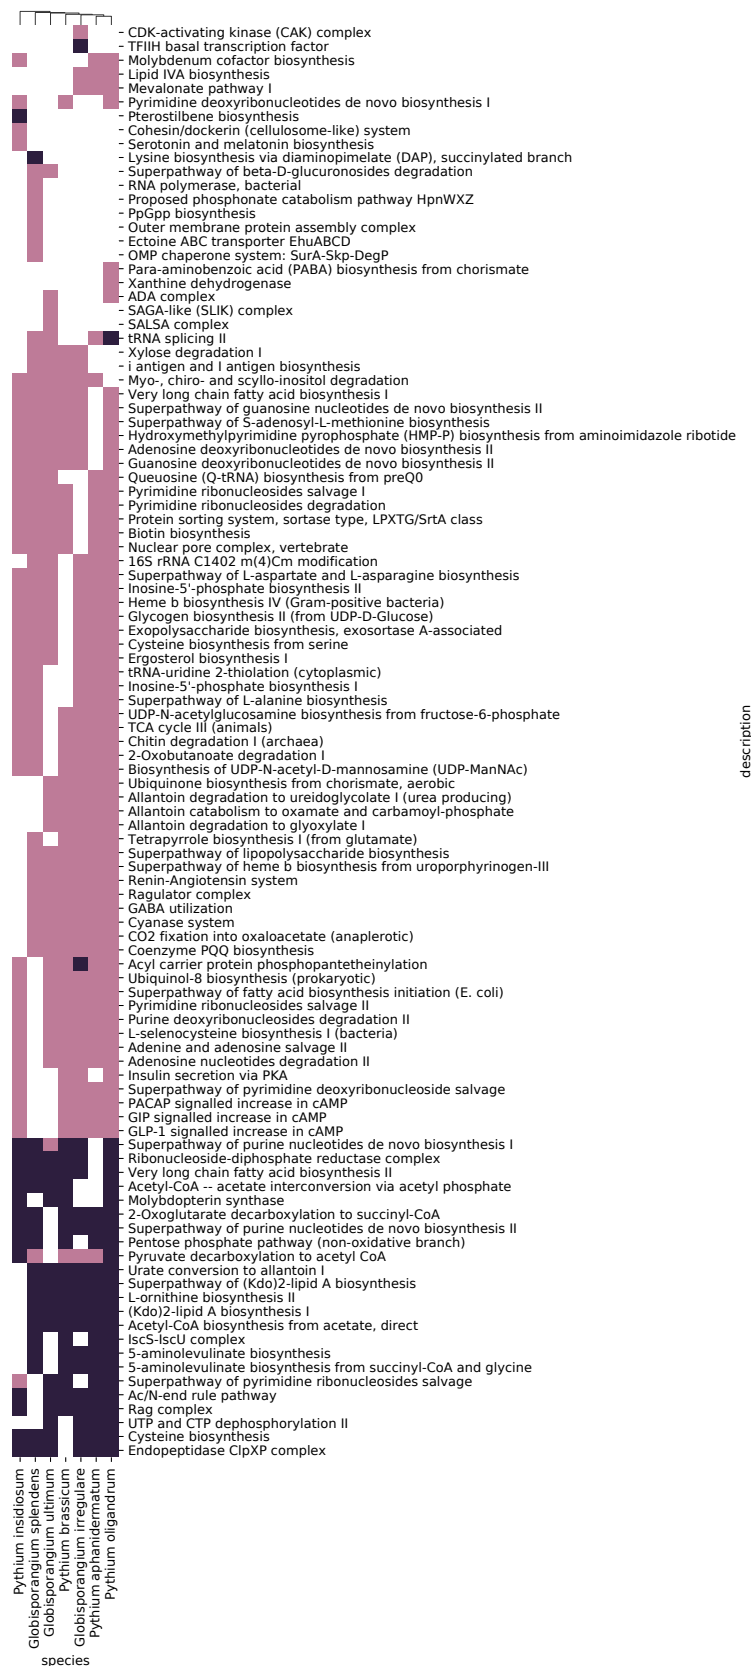 CDK-activating kinase (CAK) complex
TFIIH basal transcription factor
Molybdenum cofactor biosynthesis
Lipid IVA biosynthesis
Mevalonate pathway I
Pyrimidine deoxyribonucleotides de novo biosynthesis I
Pterostilbene biosynthesis
Cohesin/dockerin (cellulosome-like) system
Serotonin and melatonin biosynthesis
Lysine biosynthesis via diaminopimelate (DAP), succinylated branch
Superpathway of beta-D-glucuronosides degradation
RNA polymerase, bacterial
Proposed phosphonate catabolism pathway HpnWXZ
PpGpp biosynthesis
Outer membrane protein assembly complex
Ectoine ABC transporter EhuABCD
OMP chaperone system: SurA-Skp-DegP
Para-aminobenzoic acid (PABA) biosynthesis from chorismate
Xanthine dehydrogenase
ADA complex
SAGA-like (SLIK) complex
SALSA complex
tRNA splicing II
Xylose degradation I
i antigen and I antigen biosynthesis
Myo-, chiro- and scyllo-inositol degradation
Very long chain fatty acid biosynthesis I
Superpathway of guanosine nucleotides de novo biosynthesis II
Superpathway of S-adenosyl-L-methionine biosynthesis
Hydroxymethylpyrimidine pyrophosphate (HMP-P) biosynthesis from aminoimidazole ribotide
Adenosine deoxyribonucleotides de novo biosynthesis II
Guanosine deoxyribonucleotides de novo biosynthesis II
Queuosine (Q-tRNA) biosynthesis from preQ0
Pyrimidine ribonucleosides salvage I
Pyrimidine ribonucleosides degradation
Protein sorting system, sortase type, LPXTG/SrtA class
Biotin biosynthesis
Nuclear pore complex, vertebrate
16S rRNA C1402 m(4)Cm modification
Superpathway of L-aspartate and L-asparagine biosynthesis
Inosine-5'-phosphate biosynthesis II
Heme b biosynthesis IV (Gram-positive bacteria)
Glycogen biosynthesis II (from UDP-D-Glucose)
Exopolysaccharide biosynthesis, exosortase A-associated
Cysteine biosynthesis from serine
Ergosterol biosynthesis I
tRNA-uridine 2-thiolation (cytoplasmic)
Inosine-5'-phosphate biosynthesis I
Superpathway of L-alanine biosynthesis
UDP-N-acetylglucosamine biosynthesis from fructose-6-phosphate
TCA cycle III (animals)
Chitin degradation I (archaea)
2-Oxobutanoate degradation I
Biosynthesis of UDP-N-acetyl-D-mannosamine (UDP-ManNAc)
Ubiquinone biosynthesis from chorismate, aerobic
Allantoin degradation to ureidoglycolate I (urea producing)
Allantoin catabolism to oxamate and carbamoyl-phosphate
Allantoin degradation to glyoxylate I
Tetrapyrrole biosynthesis I (from glutamate)
Superpathway of lipopolysaccharide biosynthesis
Superpathway of heme b biosynthesis from uroporphyrinogen-III
Renin-Angiotensin system
Ragulator complex
GABA utilization
Cyanase system
CO2 fixation into oxaloacetate (anaplerotic)
Coenzyme PQQ biosynthesis
Acyl carrier protein phosphopantetheinylation
Ubiquinol-8 biosynthesis (prokaryotic)
Superpathway of fatty acid biosynthesis initiation (E. coli)
Pyrimidine ribonucleosides salvage II
Purine deoxyribonucleosides degradation II
L-selenocysteine biosynthesis I (bacteria)
Adenine and adenosine salvage II
Adenosine nucleotides degradation II
Insulin secretion via PKA
Superpathway of pyrimidine deoxyribonucleoside salvage
PACAP signalled increase in cAMP
GIP signalled increase in cAMP
GLP-1 signalled increase in cAMP
Superpathway of purine nucleotides de novo biosynthesis I
Ribonucleoside-diphosphate reductase complex
Very long chain fatty acid biosynthesis II
Acetyl-CoA -- acetate interconversion via acetyl phosphate
Molybdopterin synthase
2-Oxoglutarate decarboxylation to succinyl-CoA
Superpathway of purine nucleotides de novo biosynthesis II
Pentose phosphate pathway (non-oxidative branch)
Pyruvate decarboxylation to acetyl CoA
Urate conversion to allantoin I
Superpathway of (Kdo)2-lipid A biosynthesis
L-ornithine biosynthesis II
(Kdo)2-lipid A biosynthesis I
Acetyl-CoA biosynthesis from acetate, direct
IscS-IscU complex
5-aminolevulinate biosynthesis
5-aminolevulinate biosynthesis from succinyl-CoA and glycine
Superpathway of pyrimidine ribonucleosides salvage
Ac/N-end rule pathway
Rag complex
UTP and CTP dephosphorylation II
Cysteine biosynthesis
Endopeptidase ClpXP complex
description
Pythium insidiosum
Globisporangium splendens
Globisporangium ultimum
Pythium brassicum
Globisporangium irregulare
Pythium aphanidermatum
Pythium oligandrum
species